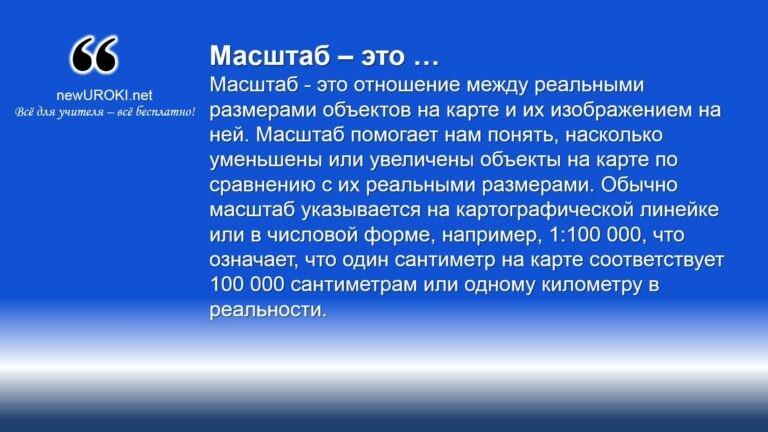 ❝
newUROKI.net
Всё для учителя – всё бесплатно!
Масштаб – это …
Масштаб - это отношение между реальными
размерами объектов на карте и их изображением на
ней. Масштаб помогает нам понять, насколько
уменьшены или увеличены объекты на карте по
сравнению с их реальными размерами. Обычно
масштаб указывается на картографической линейке
или в числовой форме, например, 1:100 000, что
означает, что один сантиметр на карте соответствует
100 000 сантиметрам или одному километру в
реальности.